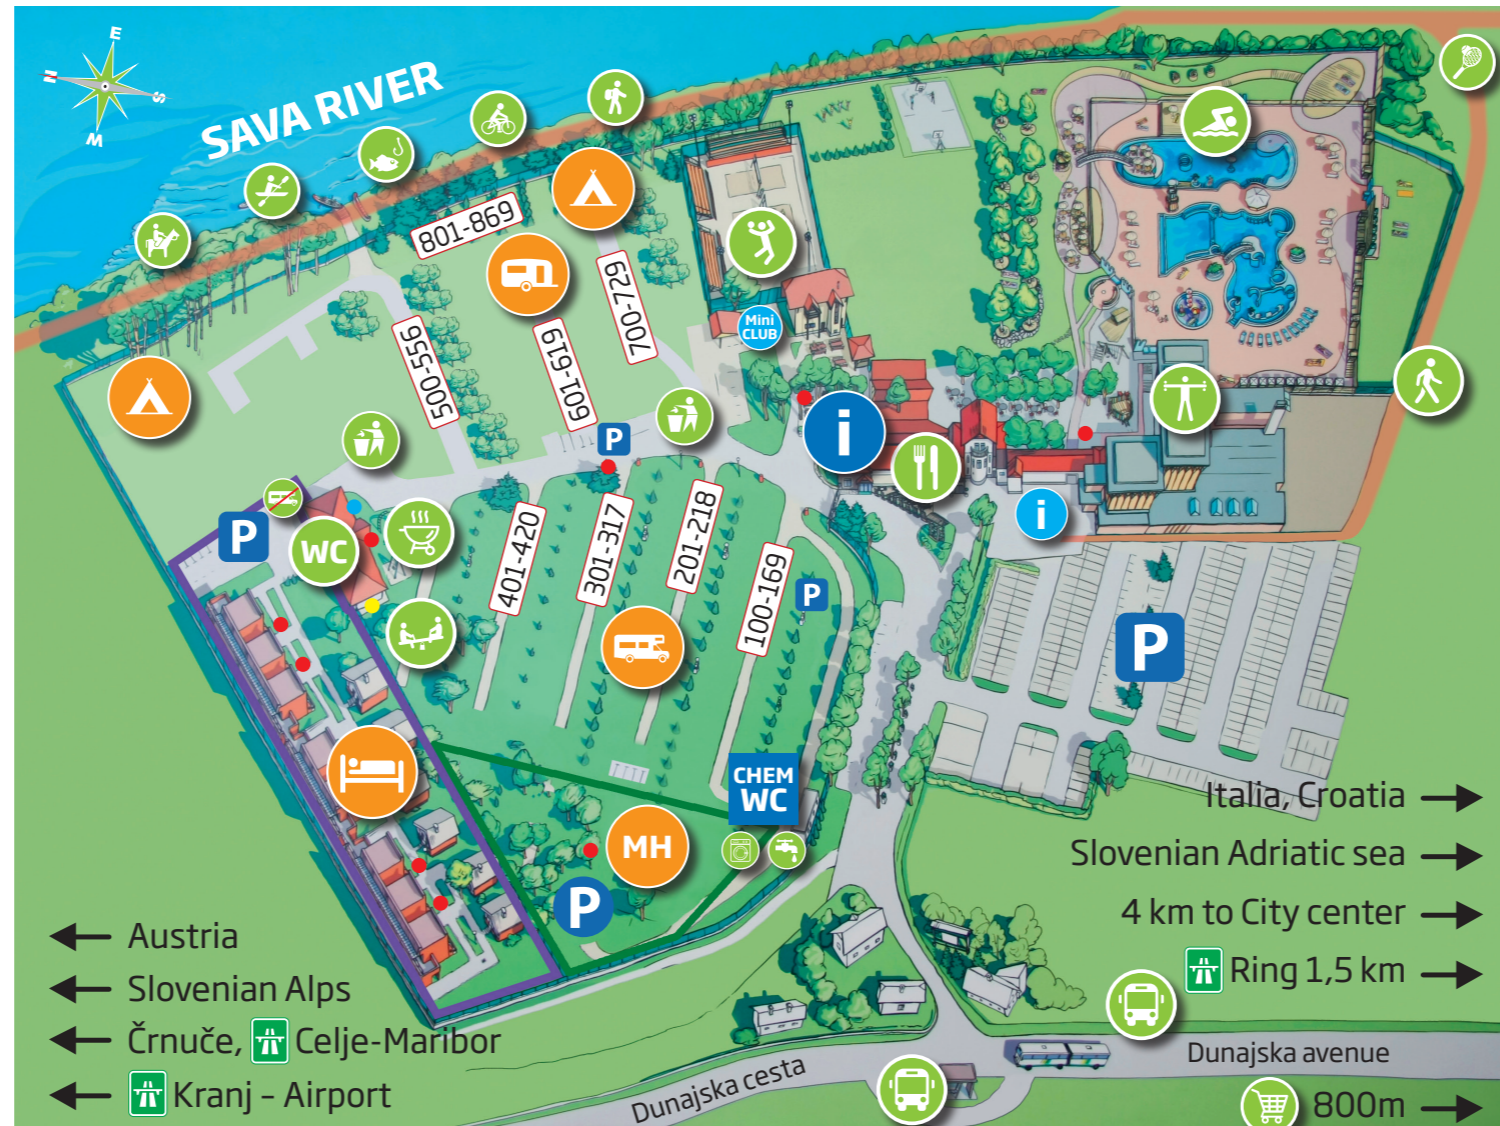 E
N
S
W
SAVA RIVER
801-869
700-729
601-619
500-556
Mini
CLUB
P
i
i
P
WC
401-420
301-317
201-218
100-169
P
P
CHEM
WC
MH
P
Italia, Croatia
Slovenian Adriatic sea
4 km to City center
Ring 1,5 km
Austria
Slovenian Alps
Črnuče, Celje-Maribor
Kranj – Airport
Dunajska cesta
Dunajska avenue
800m